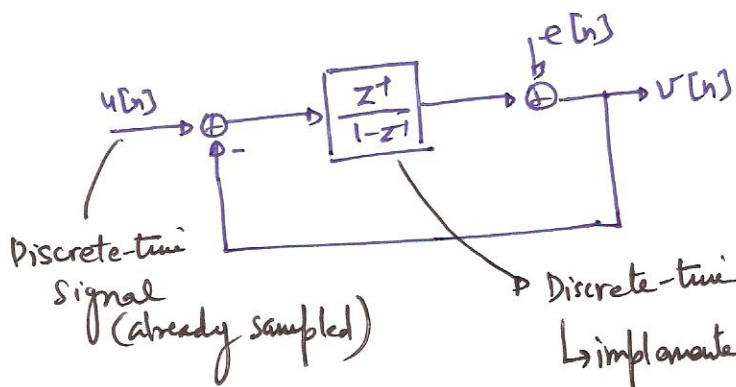 e[n]
u[n]
z⁻¹
1-z⁻¹
v[n]
+
-
+
Discrete-time
Signal
(already sampled)
Discrete-time
↳ implemente